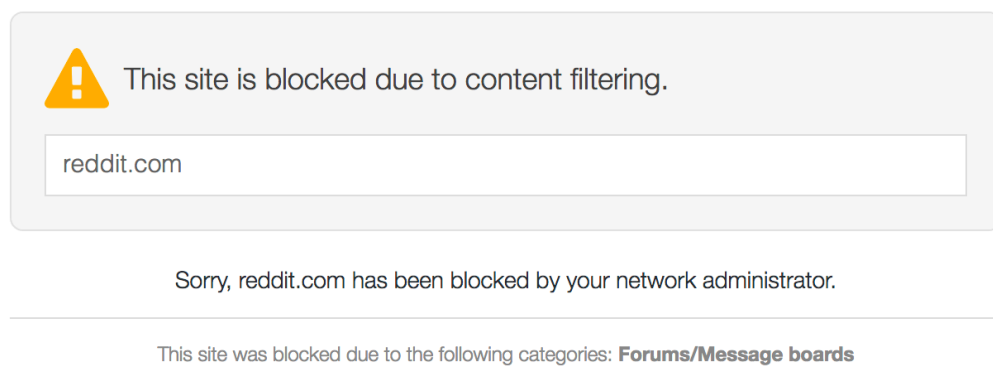 This site is blocked due to content filtering.
reddit.com
Sorry, reddit.com has been blocked by your network administrator.
This site was blocked due to the following categories: Forums/Message boards